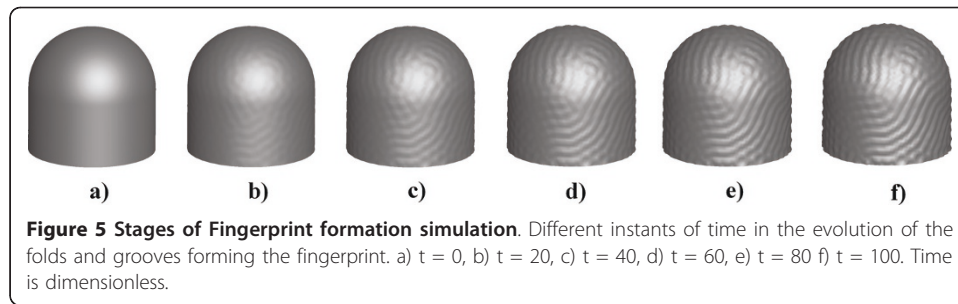 a) b) c) d) e) f)
Figure 5 Stages of Fingerprint formation simulation. Different instants of time in the evolution of the
folds and grooves forming the fingerprint. a) t = 0, b) t = 20, c) t = 40, d) t = 60, e) t = 80 f) t = 100. Time
is dimensionless.